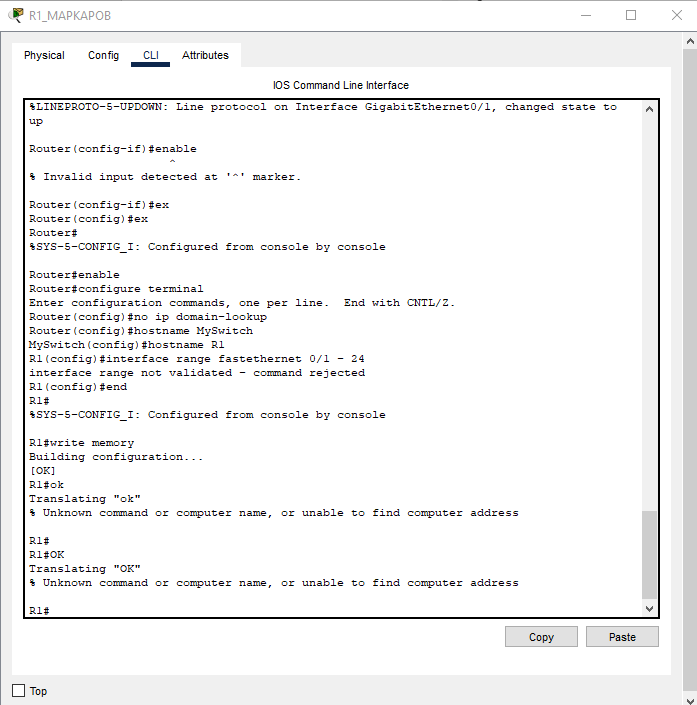 R1_МАРКАРОВ
Physical Config CLI Attributes
IOS Command Line Interface
%LINEPROTO-5-UPDOWN: Line protocol on Interface GigabitEthernet0/1, changed state to
up
Router(config-if)#enable
^
% Invalid input detected at '^' marker.
Router(config-if)#ex
Router(config)#ex
Router#
%SYS-5-CONFIG_I: Configured from console by console
Router#enable
Router#configure terminal
Enter configuration commands, one per line.  End with CNTL/Z.
Router(config)#no ip domain-lookup
Router(config)#hostname MySwitch
MySwitch(config)#hostname R1
R1(config)#interface range fastethernet 0/1 - 24
interface range not validated - command rejected
R1(config)#end
R1#
%SYS-5-CONFIG_I: Configured from console by console
R1#write memory
Building configuration...
[OK]
R1#ok
Translating "ok"
% Unknown command or computer name, or unable to find computer address
R1#
R1#OK
Translating "OK"
% Unknown command or computer name, or unable to find computer address
R1#
Copy Paste
Top